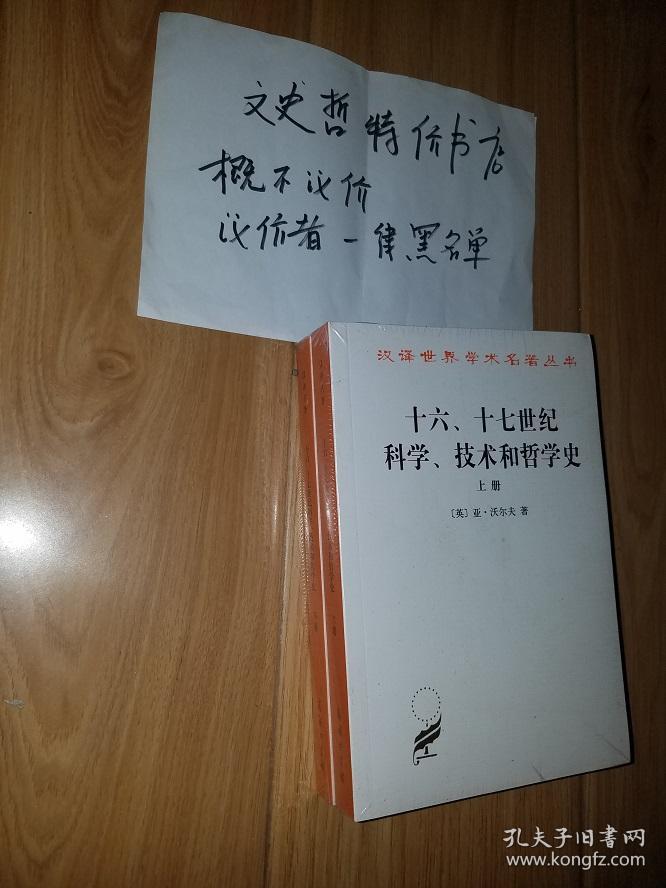 文史哲特价书店
概不议价
议价者一律黑名单
汉译世界学术名著丛书
十六、十七世纪
科学、技术和哲学史
上册
〔英〕亚·沃尔夫 著
孔夫子旧书网
www.kongfz.com